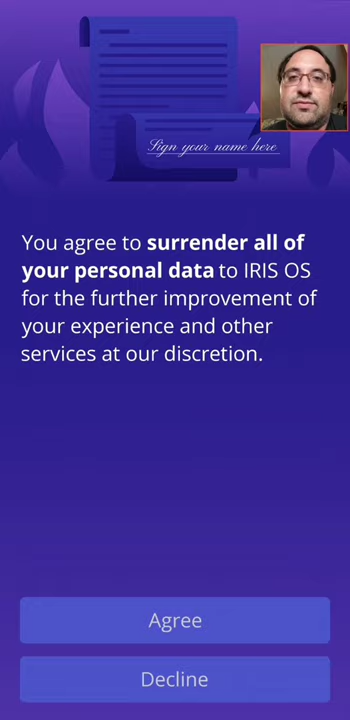 Sign your name here
You agree to surrender all of
your personal data to IRIS OS
for the further improvement of
your experience and other
services at our discretion.
Agree
Decline